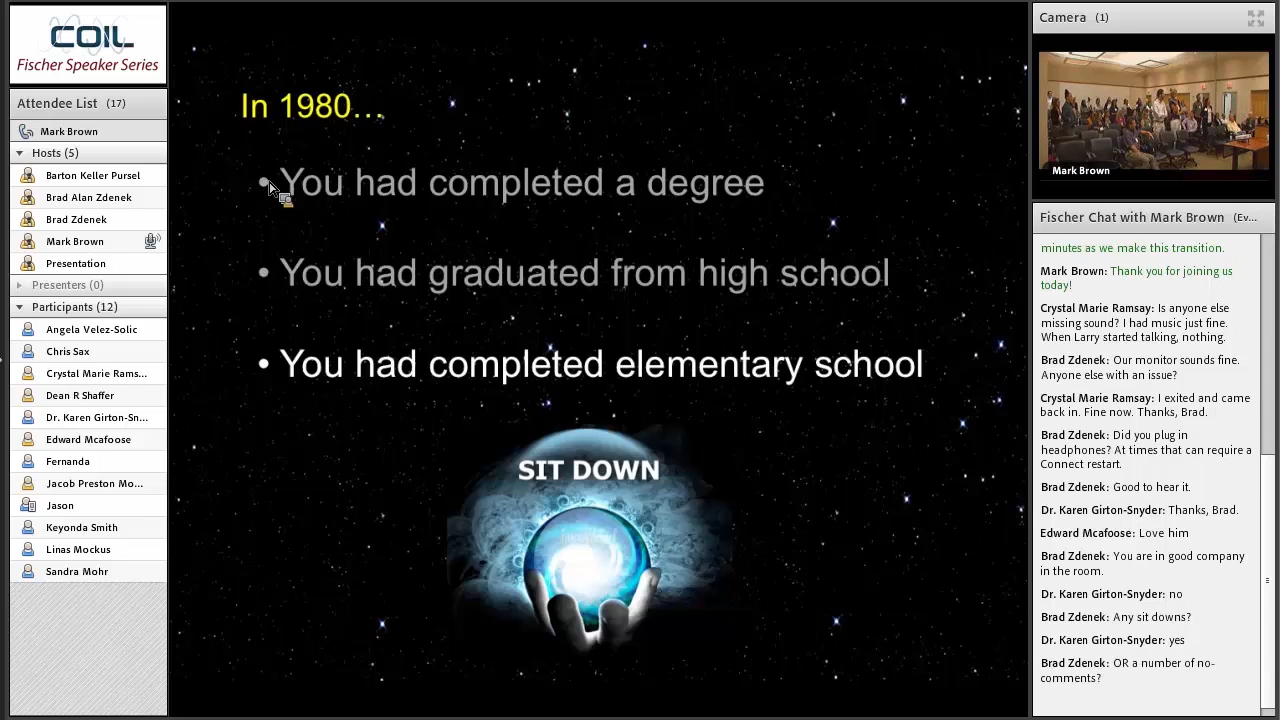 COIL
Fischer Speaker Series
Attendee List (17)
Mark Brown
Hosts (5)
Barton Keller Pursel
Brad Alan Zdenek
Brad Zdenek
Mark Brown
Presentation
Presenters (0)
Participants (12)
Angela Velez-Solic
Chris Sax
Crystal Marie Rams...
Dean R Shaffer
Dr. Karen Girton-Sn...
Edward Mcafoose
Fernanda
Jacob Preston Mo...
Jason
Keyonda Smith
Linas Mockus
Sandra Mohr
In 1980…
• You had completed a degree
• You had graduated from high school
• You had completed elementary school
SIT DOWN
Camera (1)
Mark Brown
Fischer Chat with Mark Brown (Ev...
minutes as we make this transition.
Mark Brown: Thank you for joining us
today!
Crystal Marie Ramsay: Is anyone else
missing sound? I had music just fine.
When Larry started talking, nothing.
Brad Zdenek: Our monitor sounds fine.
Anyone else with an issue?
Crystal Marie Ramsay: I exited and came
back in. Fine now. Thanks, Brad.
Brad Zdenek: Did you plug in
headphones? At times that can require a
Connect restart.
Brad Zdenek: Good to hear it.
Dr. Karen Girton-Snyder: Thanks, Brad.
Edward Mcafoose: Love him
Brad Zdenek: You are in good company
in the room.
Dr. Karen Girton-Snyder: no
Brad Zdenek: Any sit downs?
Dr. Karen Girton-Snyder: yes
Brad Zdenek: OR a number of no-
comments?